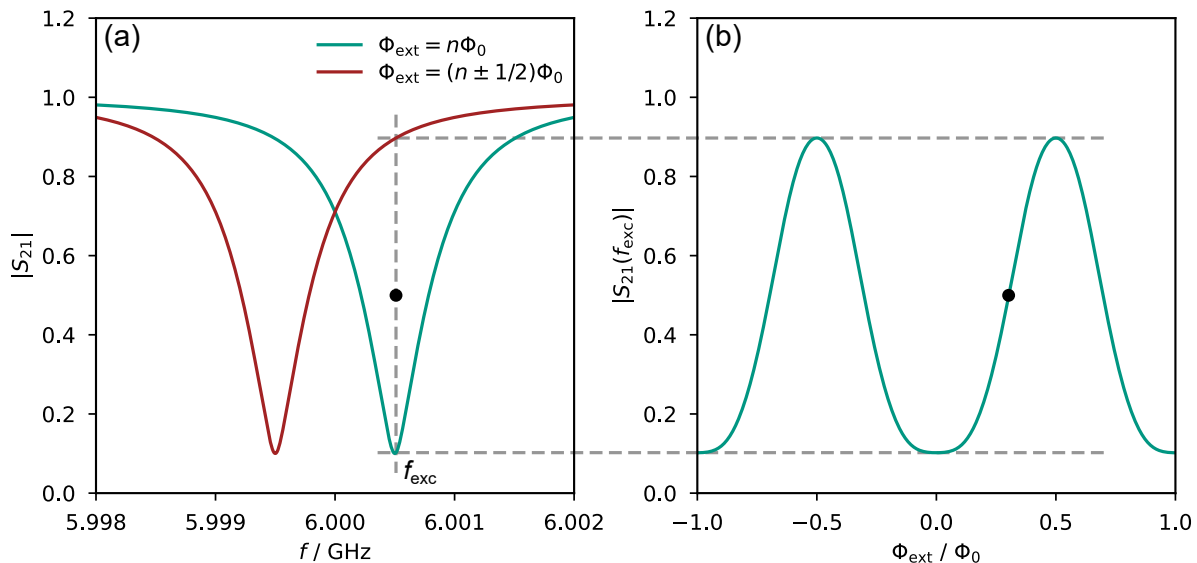 (a)
Φext = nΦ0
Φext = (n ± 1/2)Φ0
fexc
|S21|
1.2
1.0
0.8
0.6
0.4
0.2
0.0
5.998
5.999
6.000
6.001
6.002
f / GHz
(b)
|S21(fexc)|
1.2
1.0
0.8
0.6
0.4
0.2
0.0
−1.0
−0.5
0.0
0.5
1.0
Φext / Φ0